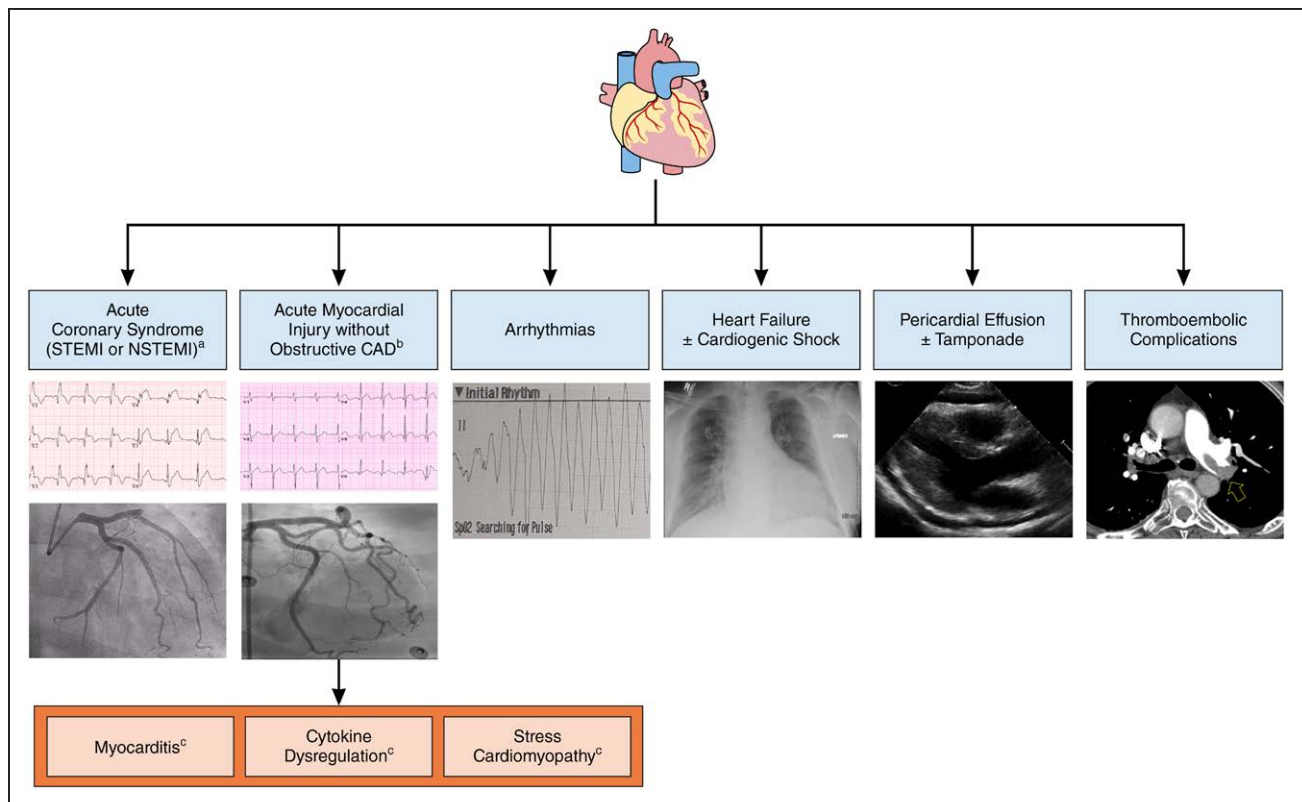 Acute
Coronary Syndrome
(STEMI or NSTEMI)a
Acute Myocardial
Injury without
Obstructive CADb
Arrhythmias
Heart Failure
± Cardiogenic Shock
Pericardial Effusion
± Tamponade
Thromboembolic
Complications
Initial Rhythm
II
SpO2 Searching for Pulse
Myocarditisc
Cytokine
Dysregulationc
Stress
Cardiomyopathyc